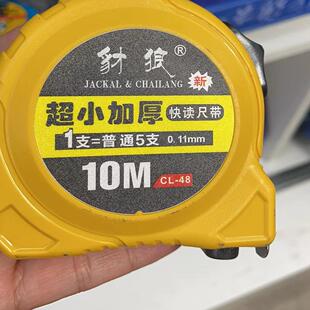 豺狼®
JACKAL & CHAILANG
新
超小加厚 快读尺带
1支=普通5支 0.11mm
10M CL-48